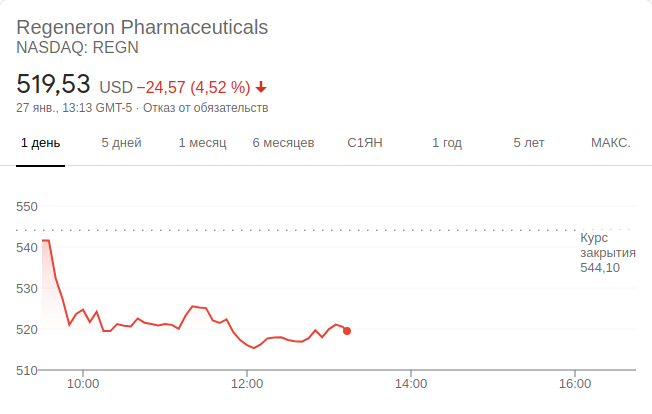 Regeneron Pharmaceuticals
NASDAQ: REGN
519,53 USD −24,57 (4,52 %)
27 янв., 13:13 GMT-5 · Отказ от обязательств
1 день 5 дней 1 месяц 6 месяцев С1ЯН 1 год 5 лет МАКС.
550
540
530
520
510
Курс
закрытия
544,10
10:00 12:00 14:00 16:00